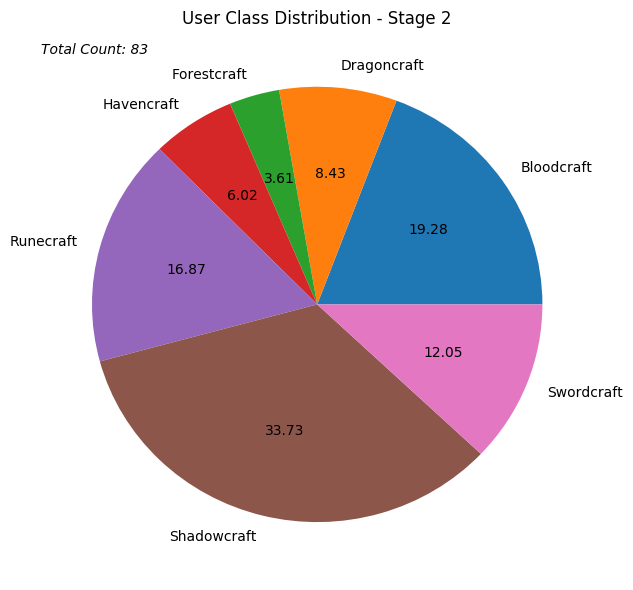 User Class Distribution - Stage 2
Total Count: 83
Dragoncraft
Forestcraft
Havencraft
Bloodcraft
8.43
3.61
6.02
19.28
Runecraft
16.87
12.05
Swordcraft
33.73
Shadowcraft